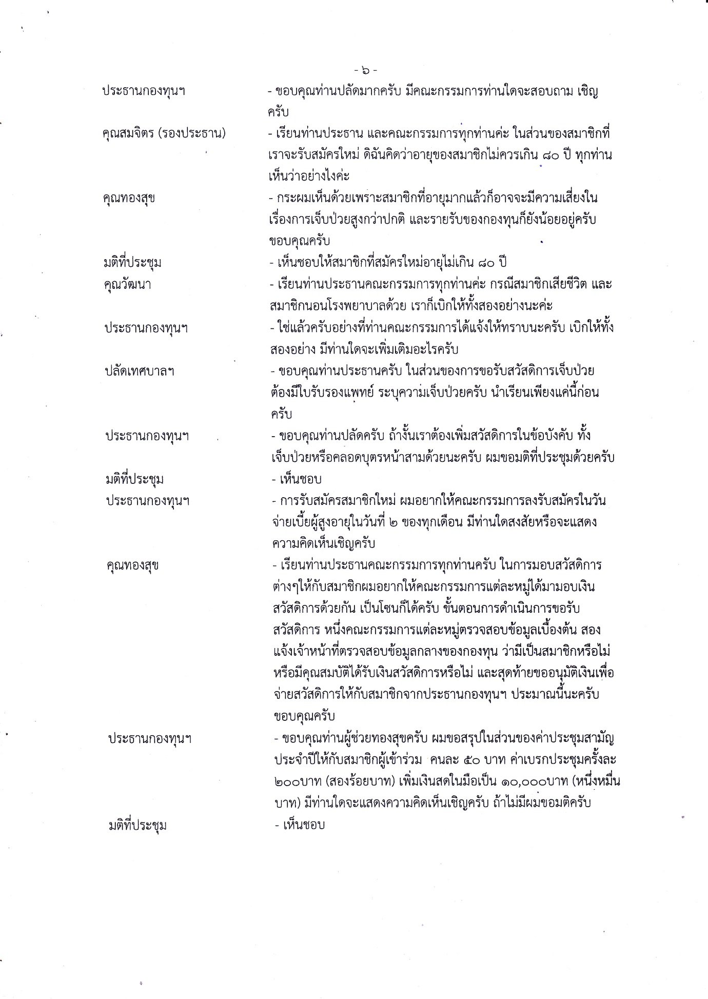 - ๖ -
ประธานกองทุนฯ - ขอบคุณท่านปลัดมากครับ มีคณะกรรมการท่านใดจะสอบถาม เชิญ
ครับ
คุณสมจิตร (รองประธาน) - เรียนท่านประธาน และคณะกรรมการทุกท่านค่ะ ในส่วนของสมาชิกที่
เราจะรับสมัครใหม่ ดิฉันคิดว่าอายุของสมาชิกไม่ควรเกิน ๘๐ ปี ทุกท่าน
เห็นว่าอย่างไงค่ะ
คุณทองสุข - กระผมเห็นด้วยเพราะสมาชิกที่อายุมากแล้วก็อาจจะมีความเสี่ยงใน
เรื่องการเจ็บป่วยสูงกว่าปกติ และรายรับของกองทุนก็ยังน้อยอยู่ครับ
ขอบคุณครับ
มติที่ประชุม - เห็นชอบให้สมาชิกที่สมัครใหม่อายุไม่เกิน ๘๐ ปี
คุณวัฒนา - เรียนท่านประธานคณะกรรมการทุกท่านค่ะ กรณีสมาชิกเสียชีวิต และ
สมาชิกนอนโรงพยาบาลด้วย เราก็เบิกให้ทั้งสองอย่างนะค่ะ
ประธานกองทุนฯ - ใช่แล้วครับอย่างที่ท่านคณะกรรมการได้แจ้งให้ทราบนะครับ เบิกให้ทั้ง
สองอย่าง มีท่านใดจะเพิ่มเติมอะไรครับ
ปลัดเทศบาลฯ - ขอบคุณท่านประธานครับ ในส่วนของการขอรับสวัสดิการเจ็บป่วย
ต้องมีใบรับรองแพทย์ ระบุความเจ็บป่วยครับ นำเรียนเพียงแค่นี้ก่อน
ครับ
ประธานกองทุนฯ - ขอบคุณท่านปลัดครับ ถ้างั้นเราต้องเพิ่มสวัสดิการในข้อบังคับ ทั้ง
เจ็บป่วยหรือคลอดบุตรหน้าสามด้วยนะครับ ผมขอมติที่ประชุมด้วยครับ
มติที่ประชุม - เห็นชอบ
ประธานกองทุนฯ - การรับสมัครสมาชิกใหม่ ผมอยากให้คณะกรรมการลงรับสมัครในวัน
จ่ายเบี้ยผู้สูงอายุในวันที่ ๒ ของทุกเดือน มีท่านใดสงสัยหรือจะแสดง
ความคิดเห็นเชิญครับ
คุณทองสุข - เรียนท่านประธานคณะกรรมการทุกท่านครับ ในการมอบสวัสดิการ
ต่างๆให้กับสมาชิกผมอยากให้คณะกรรมการแต่ละหมู่ได้มามอบเงิน
สวัสดิการด้วยกัน เป็นโซนก็ได้ครับ ขั้นตอนการดำเนินการขอรับ
สวัสดิการ หนึ่งคณะกรรมการแต่ละหมู่ตรวจสอบข้อมูลเบื้องต้น สอง
แจ้งเจ้าหน้าที่ตรวจสอบข้อมูลกลางของกองทุน ว่ามีเป็นสมาชิกหรือไม่
หรือมีคุณสมบัติได้รับเงินสวัสดิการหรือไม่ และสุดท้ายขออนุมัติเงินเพื่อ
จ่ายสวัสดิการให้กับสมาชิกจากประธานกองทุนฯ ประมาณนี้นะครับ
ขอบคุณครับ
ประธานกองทุนฯ - ขอบคุณท่านผู้ช่วยทองสุขครับ ผมขอสรุปในส่วนของค่าประชุมสามัญ
ประจำปีให้กับสมาชิกผู้เข้าร่วม คนละ ๕๐ บาท ค่าเบรกประชุมครั้งละ
๒๐๐บาท (สองร้อยบาท) เพิ่มเงินสดในมือเป็น ๑๐,๐๐๐บาท (หนึ่งหมื่น
บาท) มีท่านใดจะแสดงความคิดเห็นเชิญครับ ถ้าไม่มีผมขอมติครับ
มติที่ประชุม - เห็นชอบ